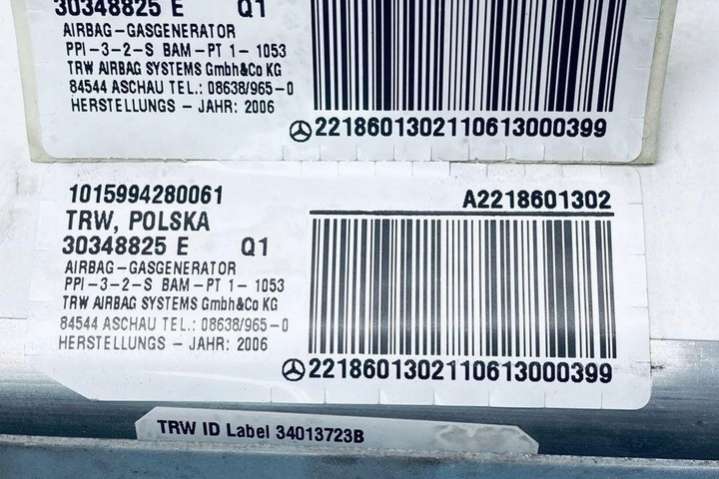 30348825 E Q1
AIRBAG-GASGENERATOR
PPI-3-2-S BAM-PT 1-1053
TRW AIRBAG SYSTEMS Gmbh&Co KG
84544 ASCHAU TEL.: 08638/965-0
HERSTELLUNGS - JAHR: 2006
2218601302110613000399
1015994280061 A2218601302
TRW, POLSKA
30348825 E Q1
AIRBAG-GASGENERATOR
PPI-3-2-S BAM-PT 1-1053
TRW AIRBAG SYSTEMS Gmbh&Co KG
84544 ASCHAU TEL.: 08638/965-0
HERSTELLUNGS - JAHR: 2006
2218601302110613000399
TRW ID Label 34013723B